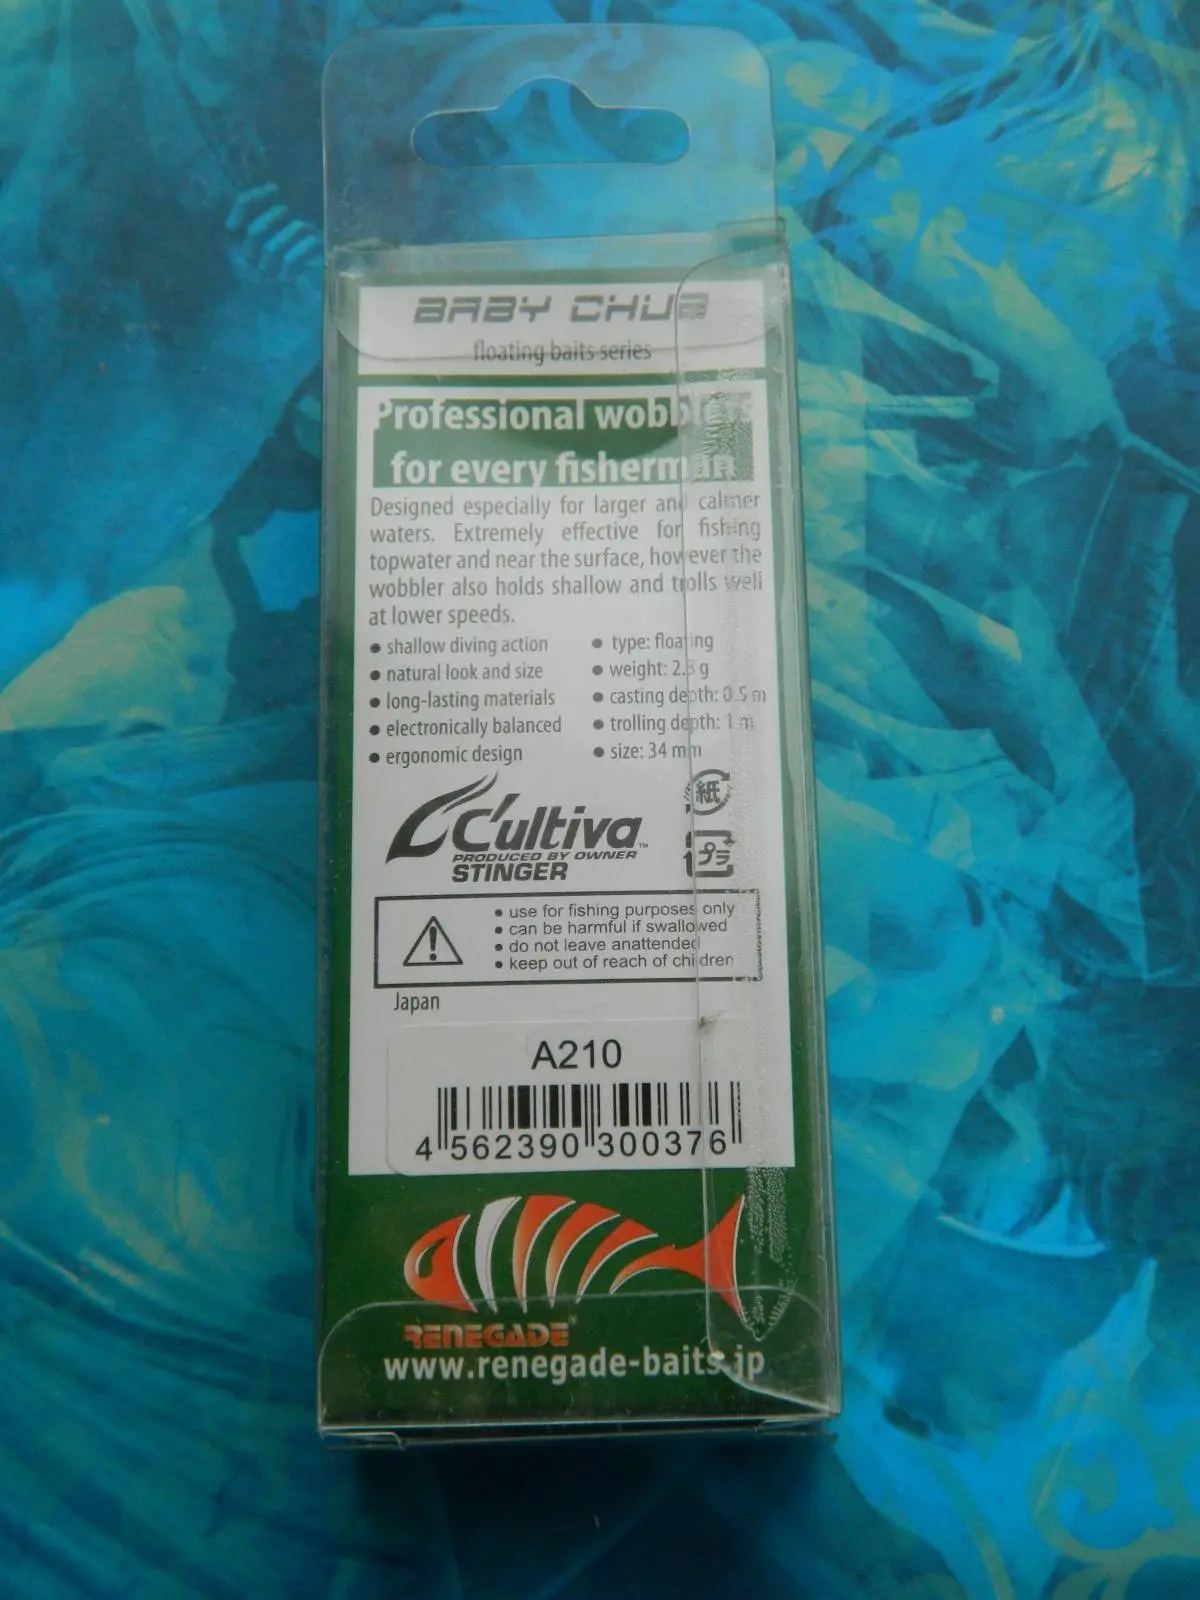 BABY CHUB
floating baits series
Professional wobblers
for every fisherman
Designed especially for larger and calmer
waters. Extremely effective for fishing
topwater and near the surface, however the
wobbler also holds shallow and trolls well
at lower speeds.
● shallow diving action
● natural look and size
● long-lasting materials
● electronically balanced
● ergonomic design
● type: floating
● weight: g
● casting depth: 0.5 m
● trolling depth: 1 m
● size: 34 mm
C'ultiva™
PRODUCED BY OWNER
STINGER
紙
プラ
• use for fishing purposes only
• can be harmful if swallowed
• do not leave anattended
• keep out of reach of children
Japan
A210
4 562390 300376
RENEGADE®
www.renegade-baits.jp